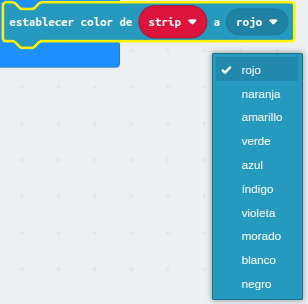 establecer color de strip a rojo
rojo
naranja
amarillo
verde
azul
índigo
violeta
morado
blanco
negro